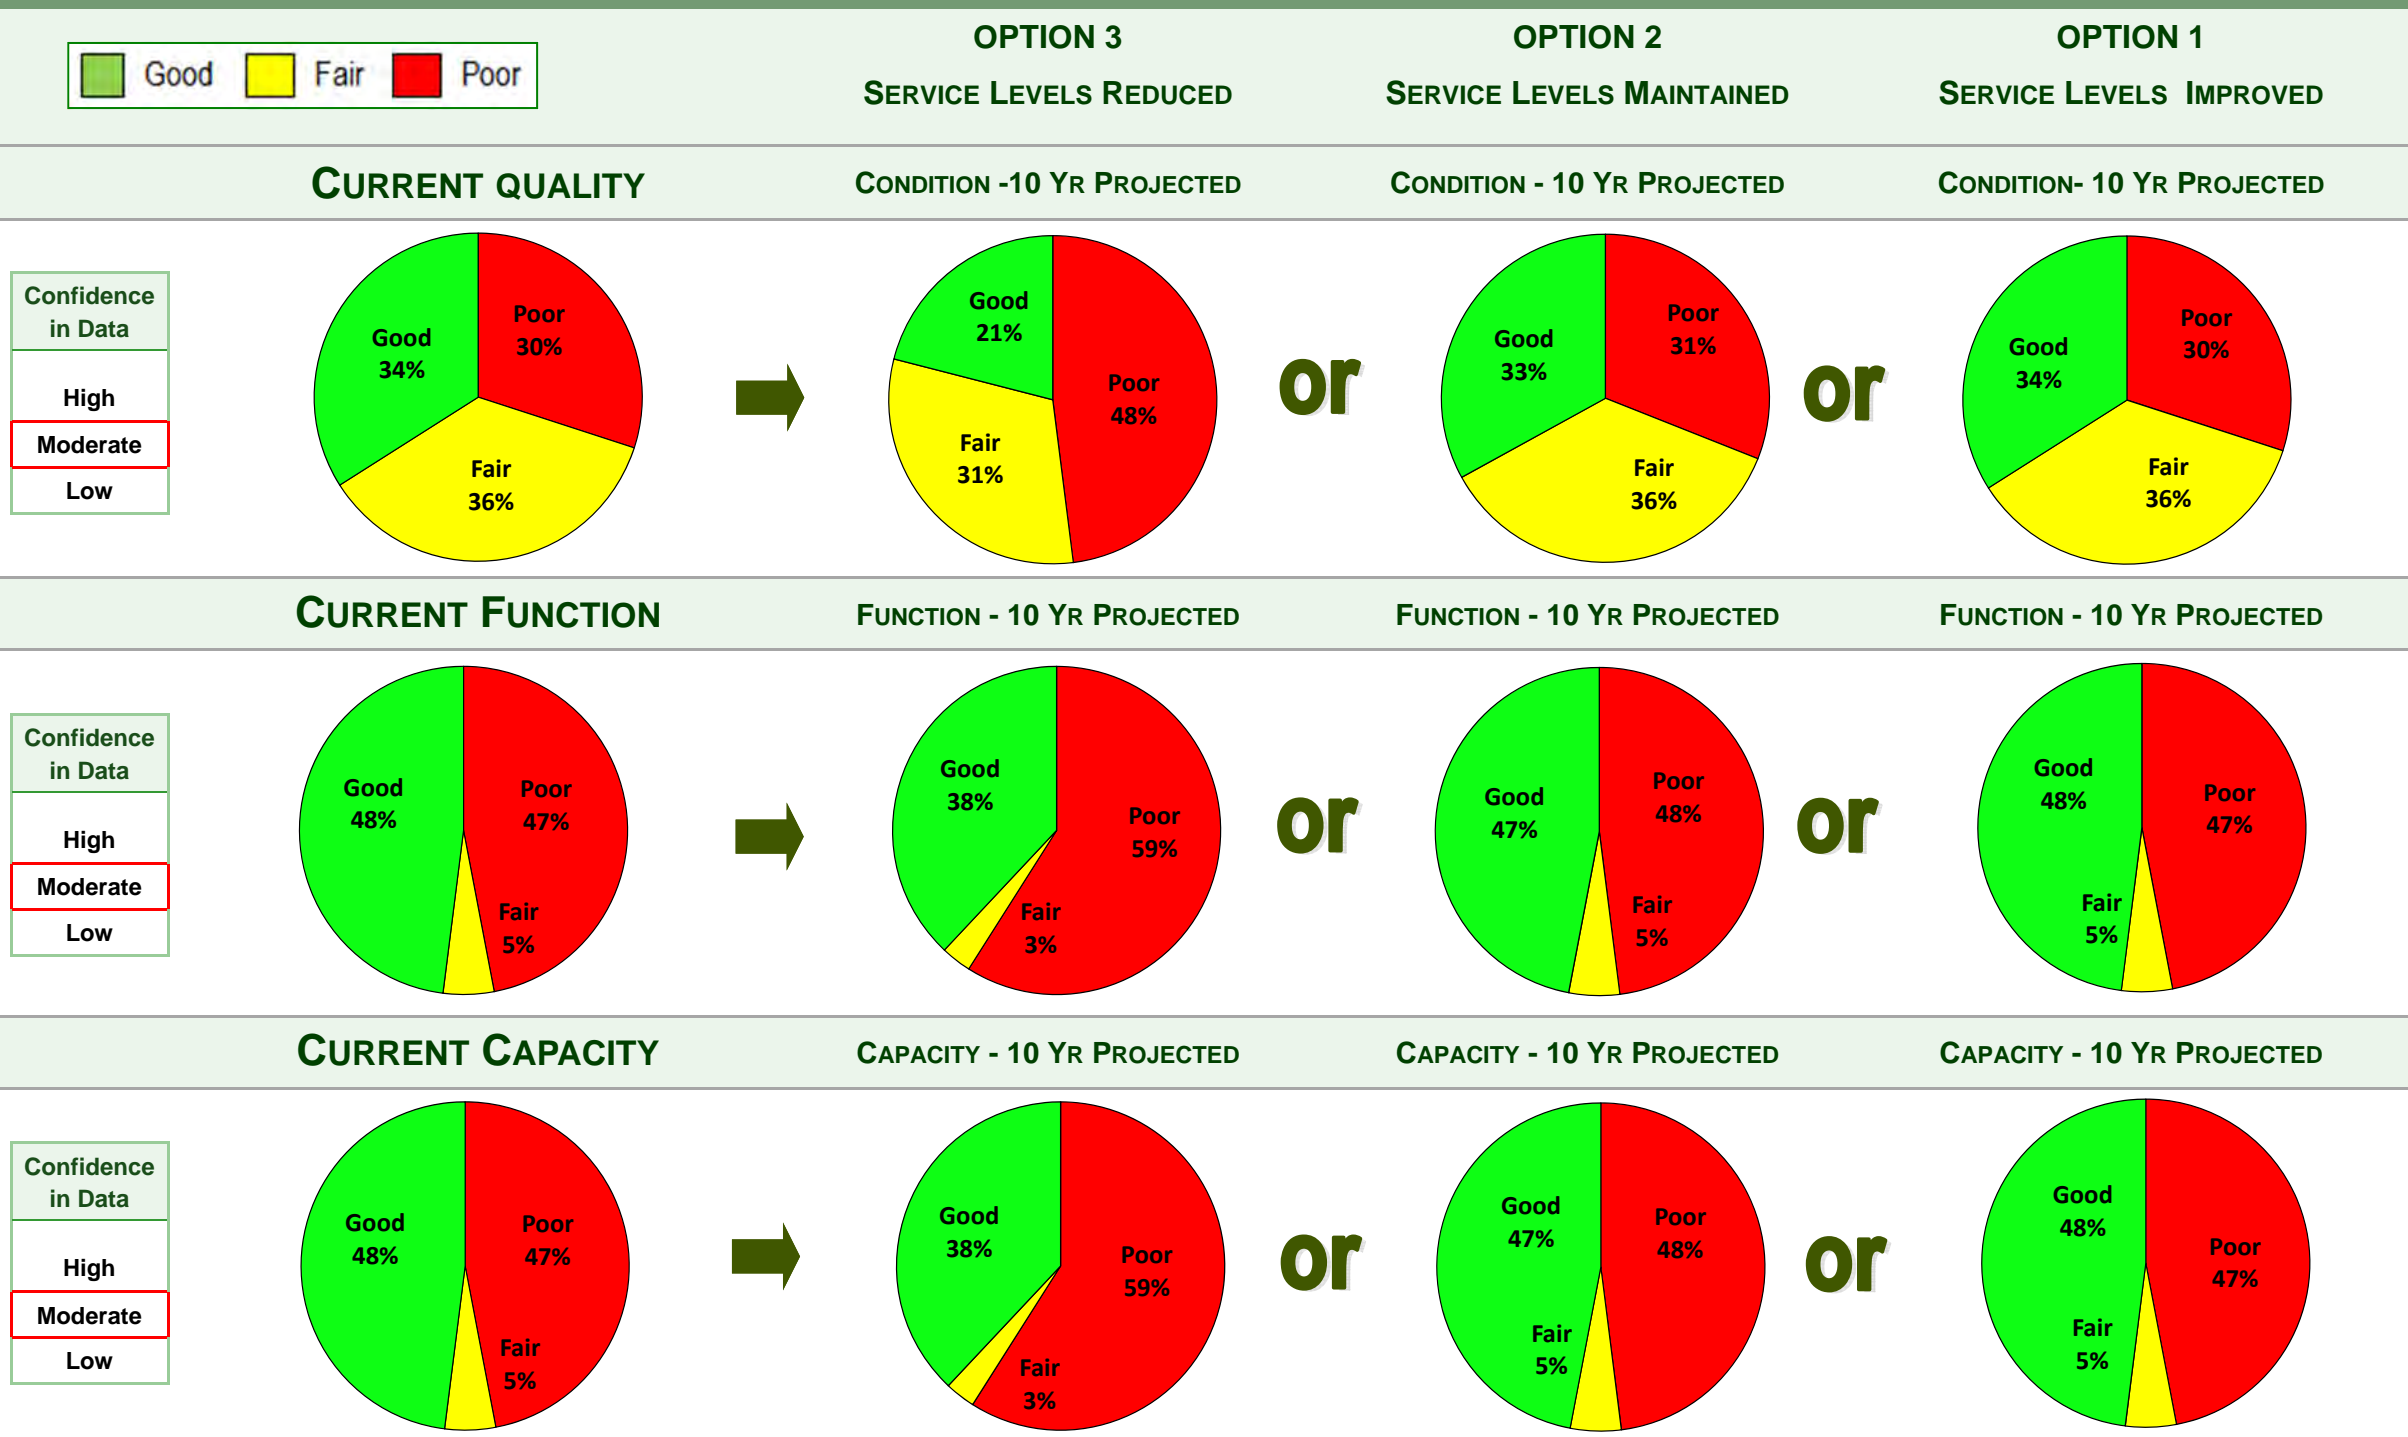 Good Fair Poor
OPTION 3
SERVICE LEVELS REDUCED
OPTION 2
SERVICE LEVELS MAINTAINED
OPTION 1
SERVICE LEVELS IMPROVED
CURRENT QUALITY
CONDITION -10 YR PROJECTED
CONDITION - 10 YR PROJECTED
CONDITION- 10 YR PROJECTED
Confidence
in Data
High
Moderate
Low
Good
34%
Poor
30%
Fair
36%
Good
21%
Poor
48%
Fair
31%
or
Good
33%
Poor
31%
Fair
36%
or
Good
34%
Poor
30%
Fair
36%
CURRENT FUNCTION
FUNCTION - 10 YR PROJECTED
FUNCTION - 10 YR PROJECTED
FUNCTION - 10 YR PROJECTED
Confidence
in Data
High
Moderate
Low
Good
48%
Poor
47%
Fair
5%
Good
38%
Poor
59%
Fair
3%
or
Good
47%
Poor
48%
Fair
5%
or
Good
48%
Poor
47%
Fair
5%
CURRENT CAPACITY
CAPACITY - 10 YR PROJECTED
CAPACITY - 10 YR PROJECTED
CAPACITY - 10 YR PROJECTED
Confidence
in Data
High
Moderate
Low
Good
48%
Poor
47%
Fair
5%
Good
38%
Poor
59%
Fair
3%
or
Good
47%
Poor
48%
Fair
5%
or
Good
48%
Poor
47%
Fair
5%